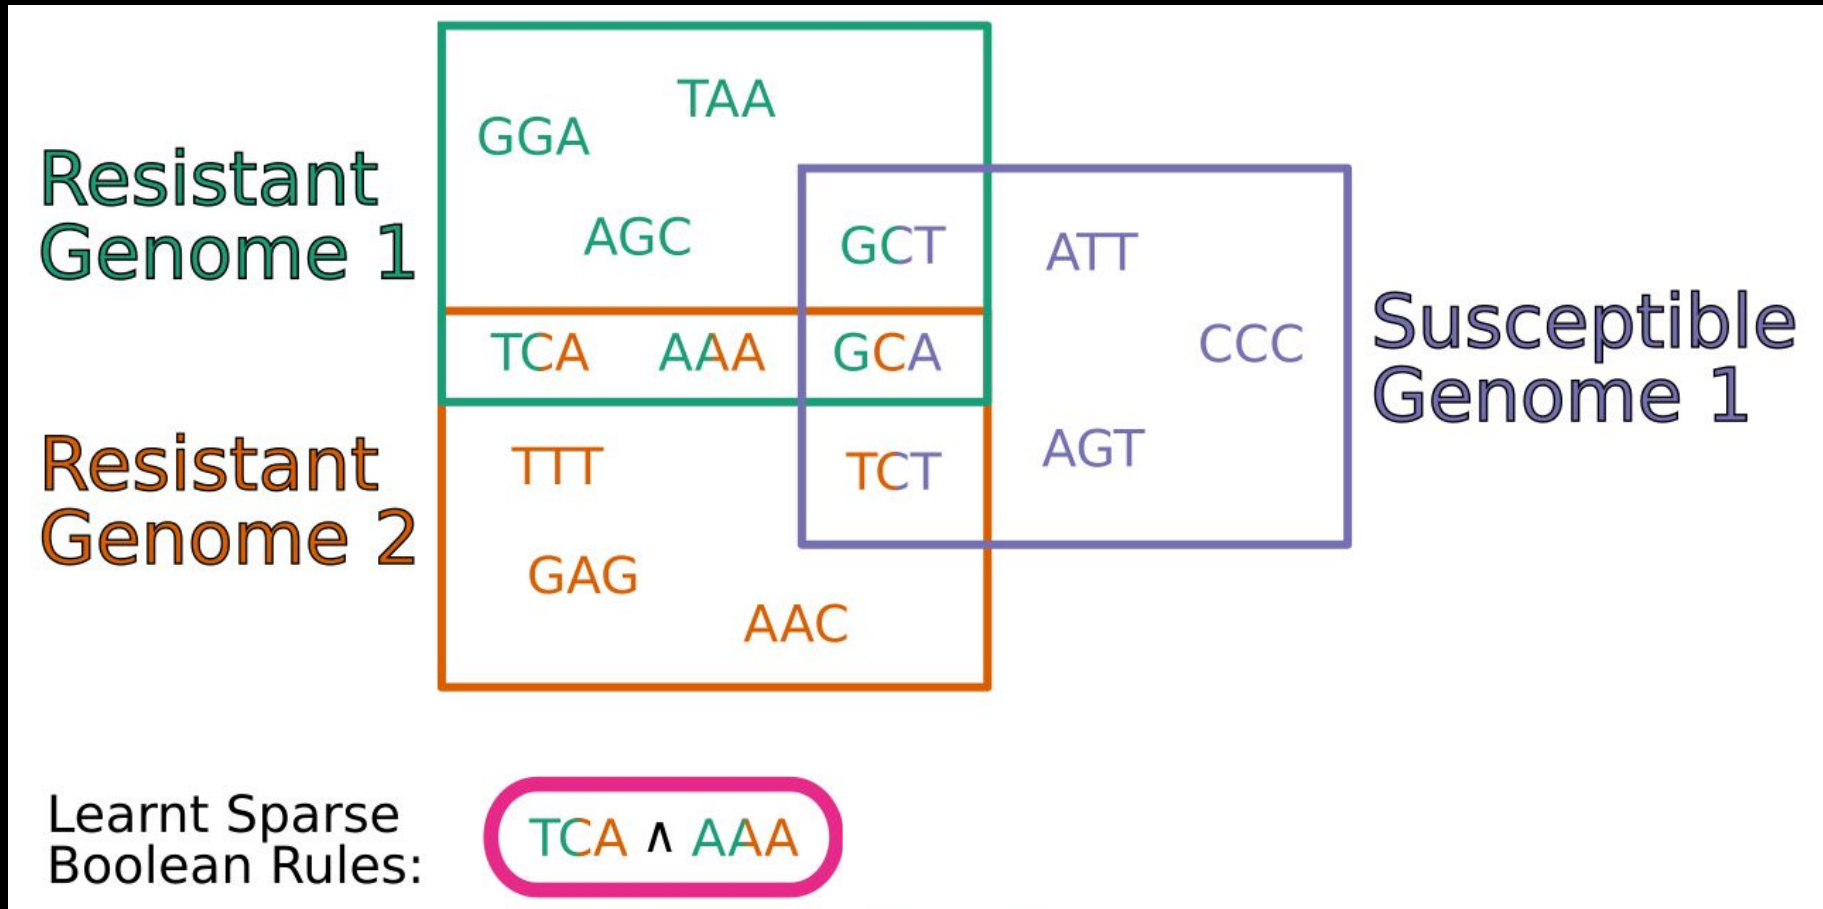 Resistant
Genome 1
GGA
TAA
AGC
GCT
TCA
AAA
GCA
Resistant
Genome 2
TTT
TCT
GAG
AAC
ATT
CCC
AGT
Susceptible
Genome 1
Learnt Sparse
Boolean Rules:
TCA ∧ AAA